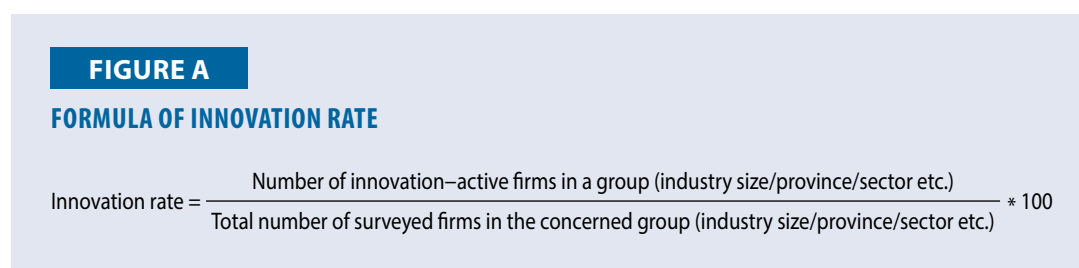 FIGURE A
FORMULA OF INNOVATION RATE
Number of innovation–active firms in a group (industry size/province/sector etc.)
Innovation rate = * 100
Total number of surveyed firms in the concerned group (industry size/province/sector etc.)